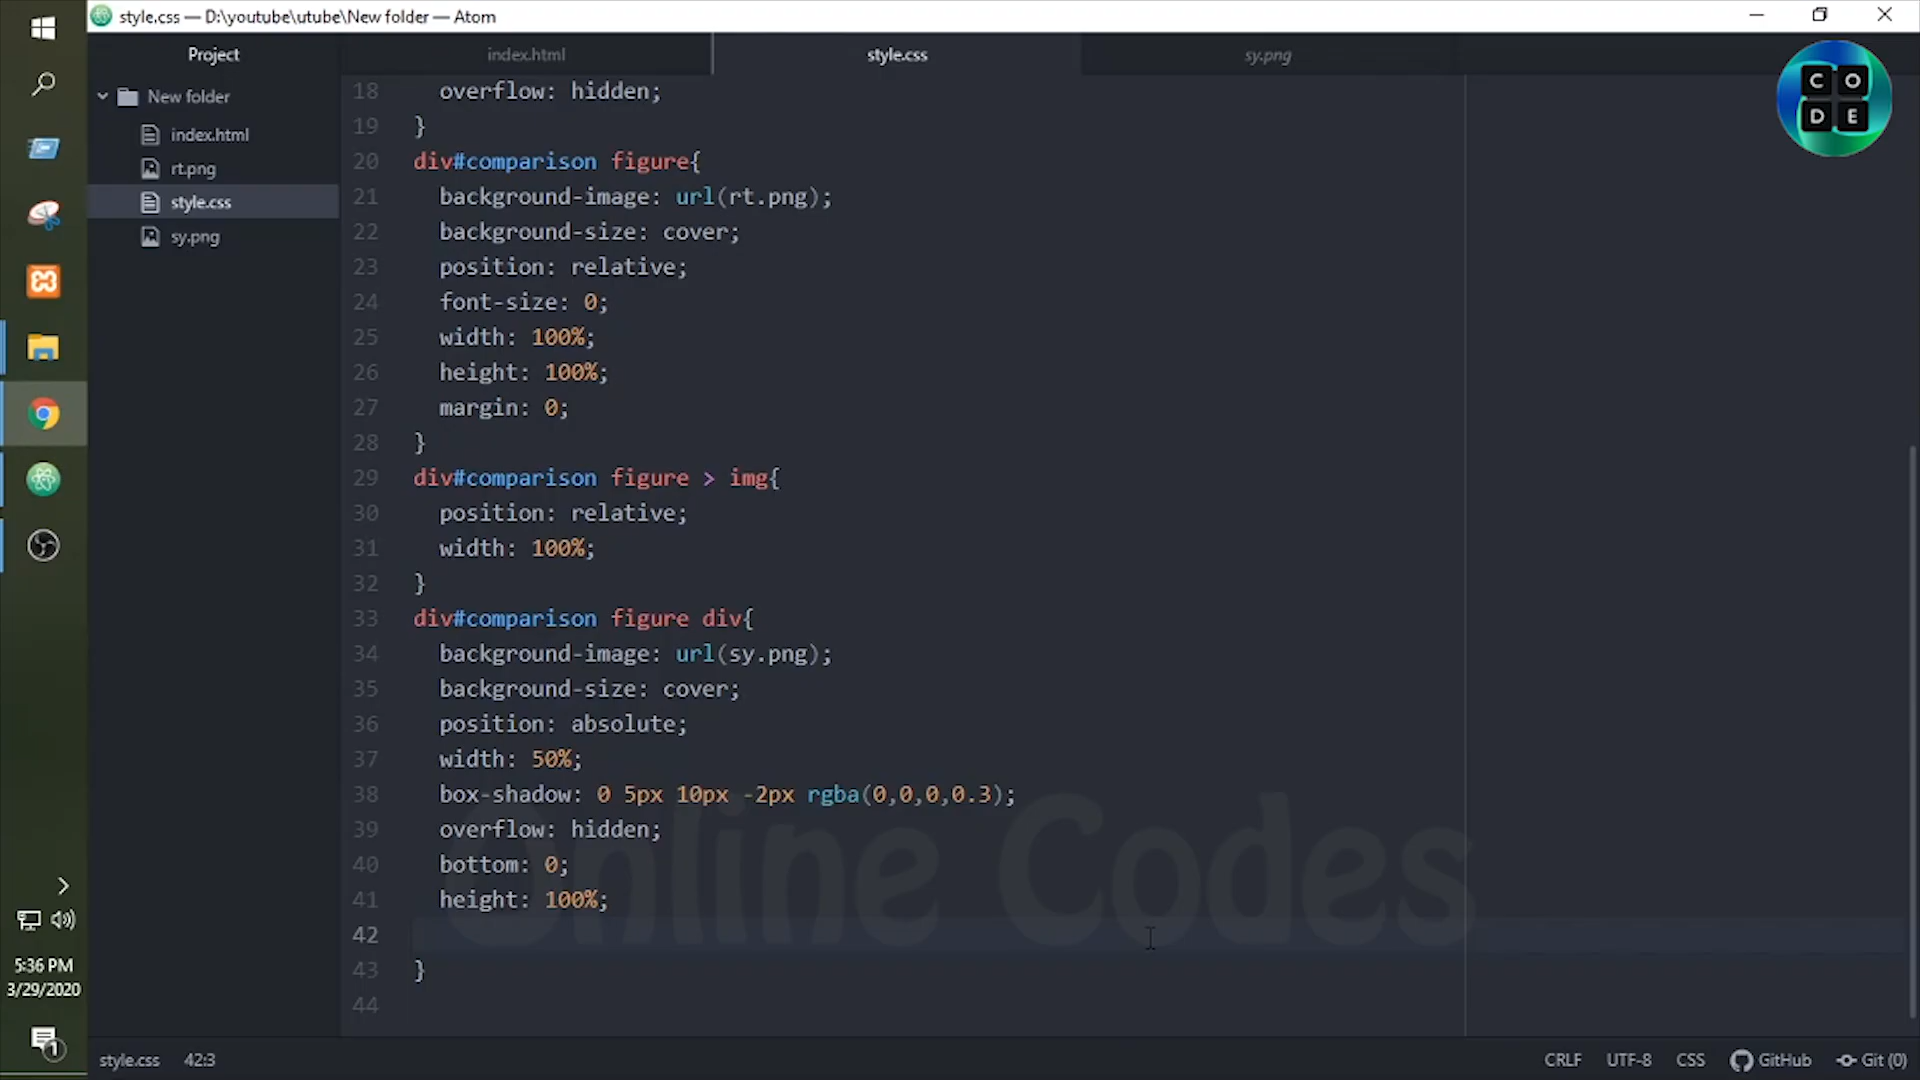 style.css — D:\youtube\utube\New folder — Atom
Project
index.html
style.css
sy.png
C O
D E
New folder
index.html
rt.png
style.css
sy.png
18 overflow: hidden;
19 }
20 div#comparison figure{
21 background-image: url(rt.png);
22 background-size: cover;
23 position: relative;
24 font-size: 0;
25 width: 100%;
26 height: 100%;
27 margin: 0;
28 }
29 div#comparison figure > img{
30 position: relative;
31 width: 100%;
32 }
33 div#comparison figure div{
34 background-image: url(sy.png);
35 background-size: cover;
36 position: absolute;
37 width: 50%;
38 box-shadow: 0 5px 10px -2px rgba(0,0,0,0.3);
39 overflow: hidden;
40 bottom: 0;
41 height: 100%;
42
43 }
44
Online Codes
5:36 PM
3/29/2020
1
style.css 42:3
CRLF UTF-8 CSS GitHub Git (0)